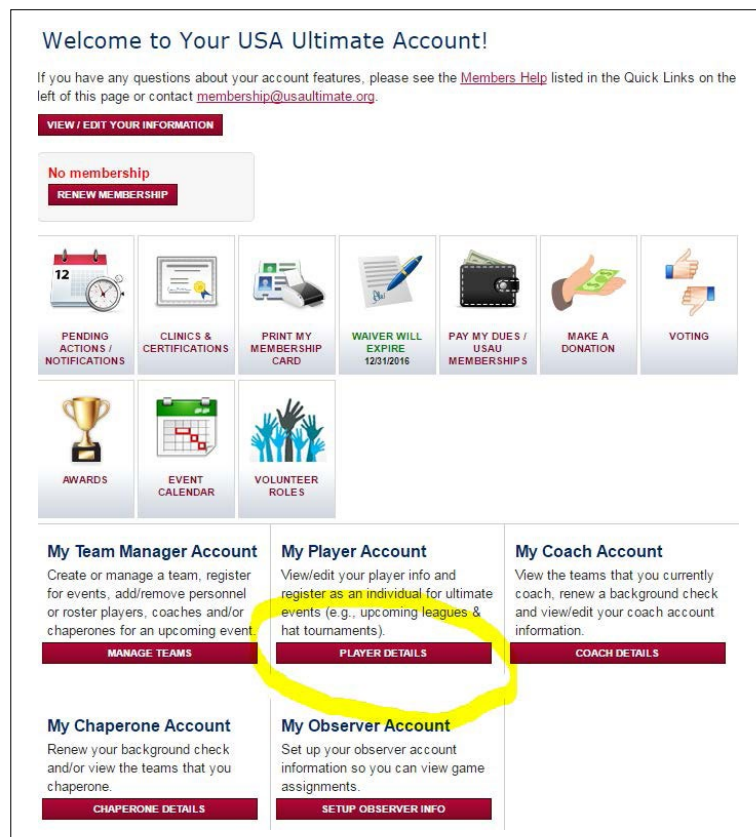 Welcome to Your USA Ultimate Account!
If you have any questions about your account features, please see the Members Help listed in the Quick Links on the
left of this page or contact membership@usaultimate.org.
VIEW / EDIT YOUR INFORMATION
No membership
RENEW MEMBERSHIP
12
PENDING
ACTIONS /
NOTIFICATIONS
CLINICS &
CERTIFICATIONS
PRINT MY
MEMBERSHIP
CARD
WAIVER WILL
EXPIRE
12/31/2016
PAY MY DUES /
USAU
MEMBERSHIPS
MAKE A
DONATION
VOTING
AWARDS
EVENT
CALENDAR
VOLUNTEER
ROLES
My Team Manager Account
Create or manage a team, register
for events, add/remove personnel
or roster players, coaches and/or
chaperones for an upcoming event.
MANAGE TEAMS
My Player Account
View/edit your player info and
register as an individual for ultimate
events (e.g., upcoming leagues &
hat tournaments).
PLAYER DETAILS
My Coach Account
View the teams that you currently
coach, renew a background check
and view/edit your coach account
information.
COACH DETAILS
My Chaperone Account
Renew your background check
and/or view the teams that you
chaperone.
CHAPERONE DETAILS
My Observer Account
Set up your observer account
information so you can view game
assignments.
SETUP OBSERVER INFO